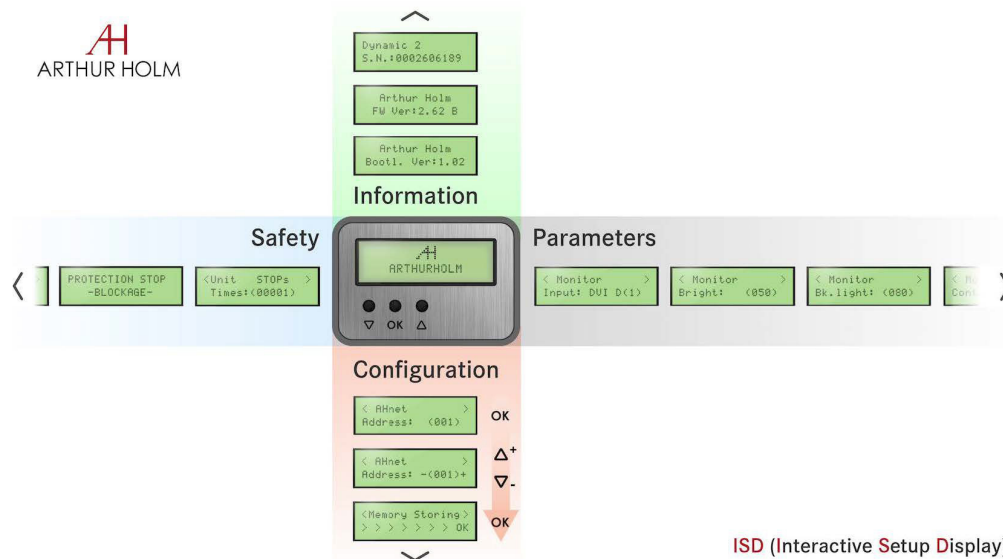 AH
ARTHUR HOLM
Dynamic 2
S.N.:0002606189
Arthur Holm
FW Ver:2.62 B
Arthur Holm
Bootl. Ver:1.02
Information
Safety
Parameters
PROTECTION STOP
-BLOCKAGE-
<Unit STOPs >
Times:(00001)
AH
ARTHURHOLM
▽ OK △
< Monitor >
Input: DVI D(1)
< Monitor >
Bright: (050)
< Monitor >
Bk.light: (080)
Configuration
< AHnet >
Address: (001)
OK
< AHnet >
Address: -(001)+
△+
▽-
<Memory Storing>
> > > > > > > OK
OK
ISD (Interactive Setup Display